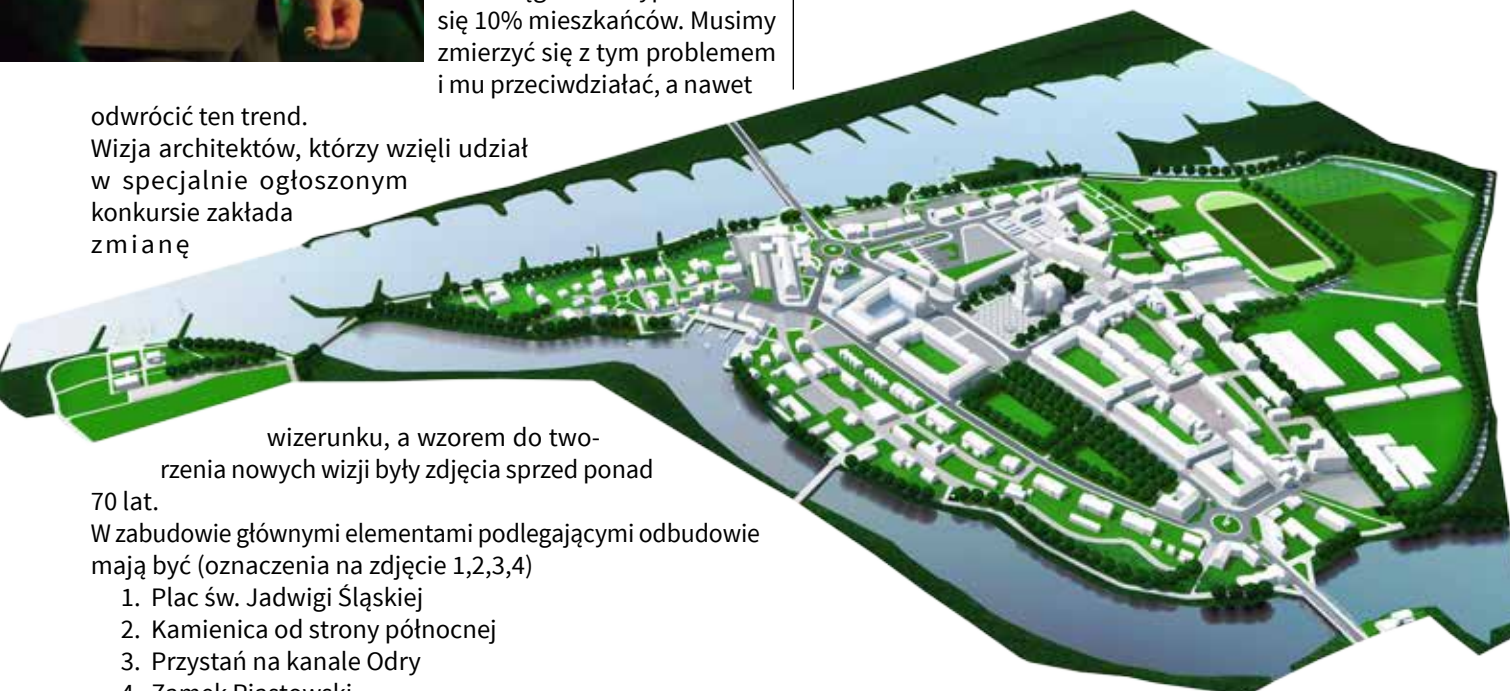 się 10% mieszkańców. Musimy
zmierzyć się z tym problemem
i mu przeciwdziałać, a nawet
odwrócić ten trend.
Wizja architektów, którzy wzięli udział
w specjalnie ogłoszonym
konkursie zakłada
zmianę
wizerunku, a wzorem do two-
rzenia nowych wizji były zdjęcia sprzed ponad
70 lat.
W zabudowie głównymi elementami podlegającymi odbudowie
mają być (oznaczenia na zdjęcie 1,2,3,4)
1. Plac św. Jadwigi Śląskiej
2. Kamienica od strony północnej
3. Przystań na kanale Odry
4. Zamek Piastowski